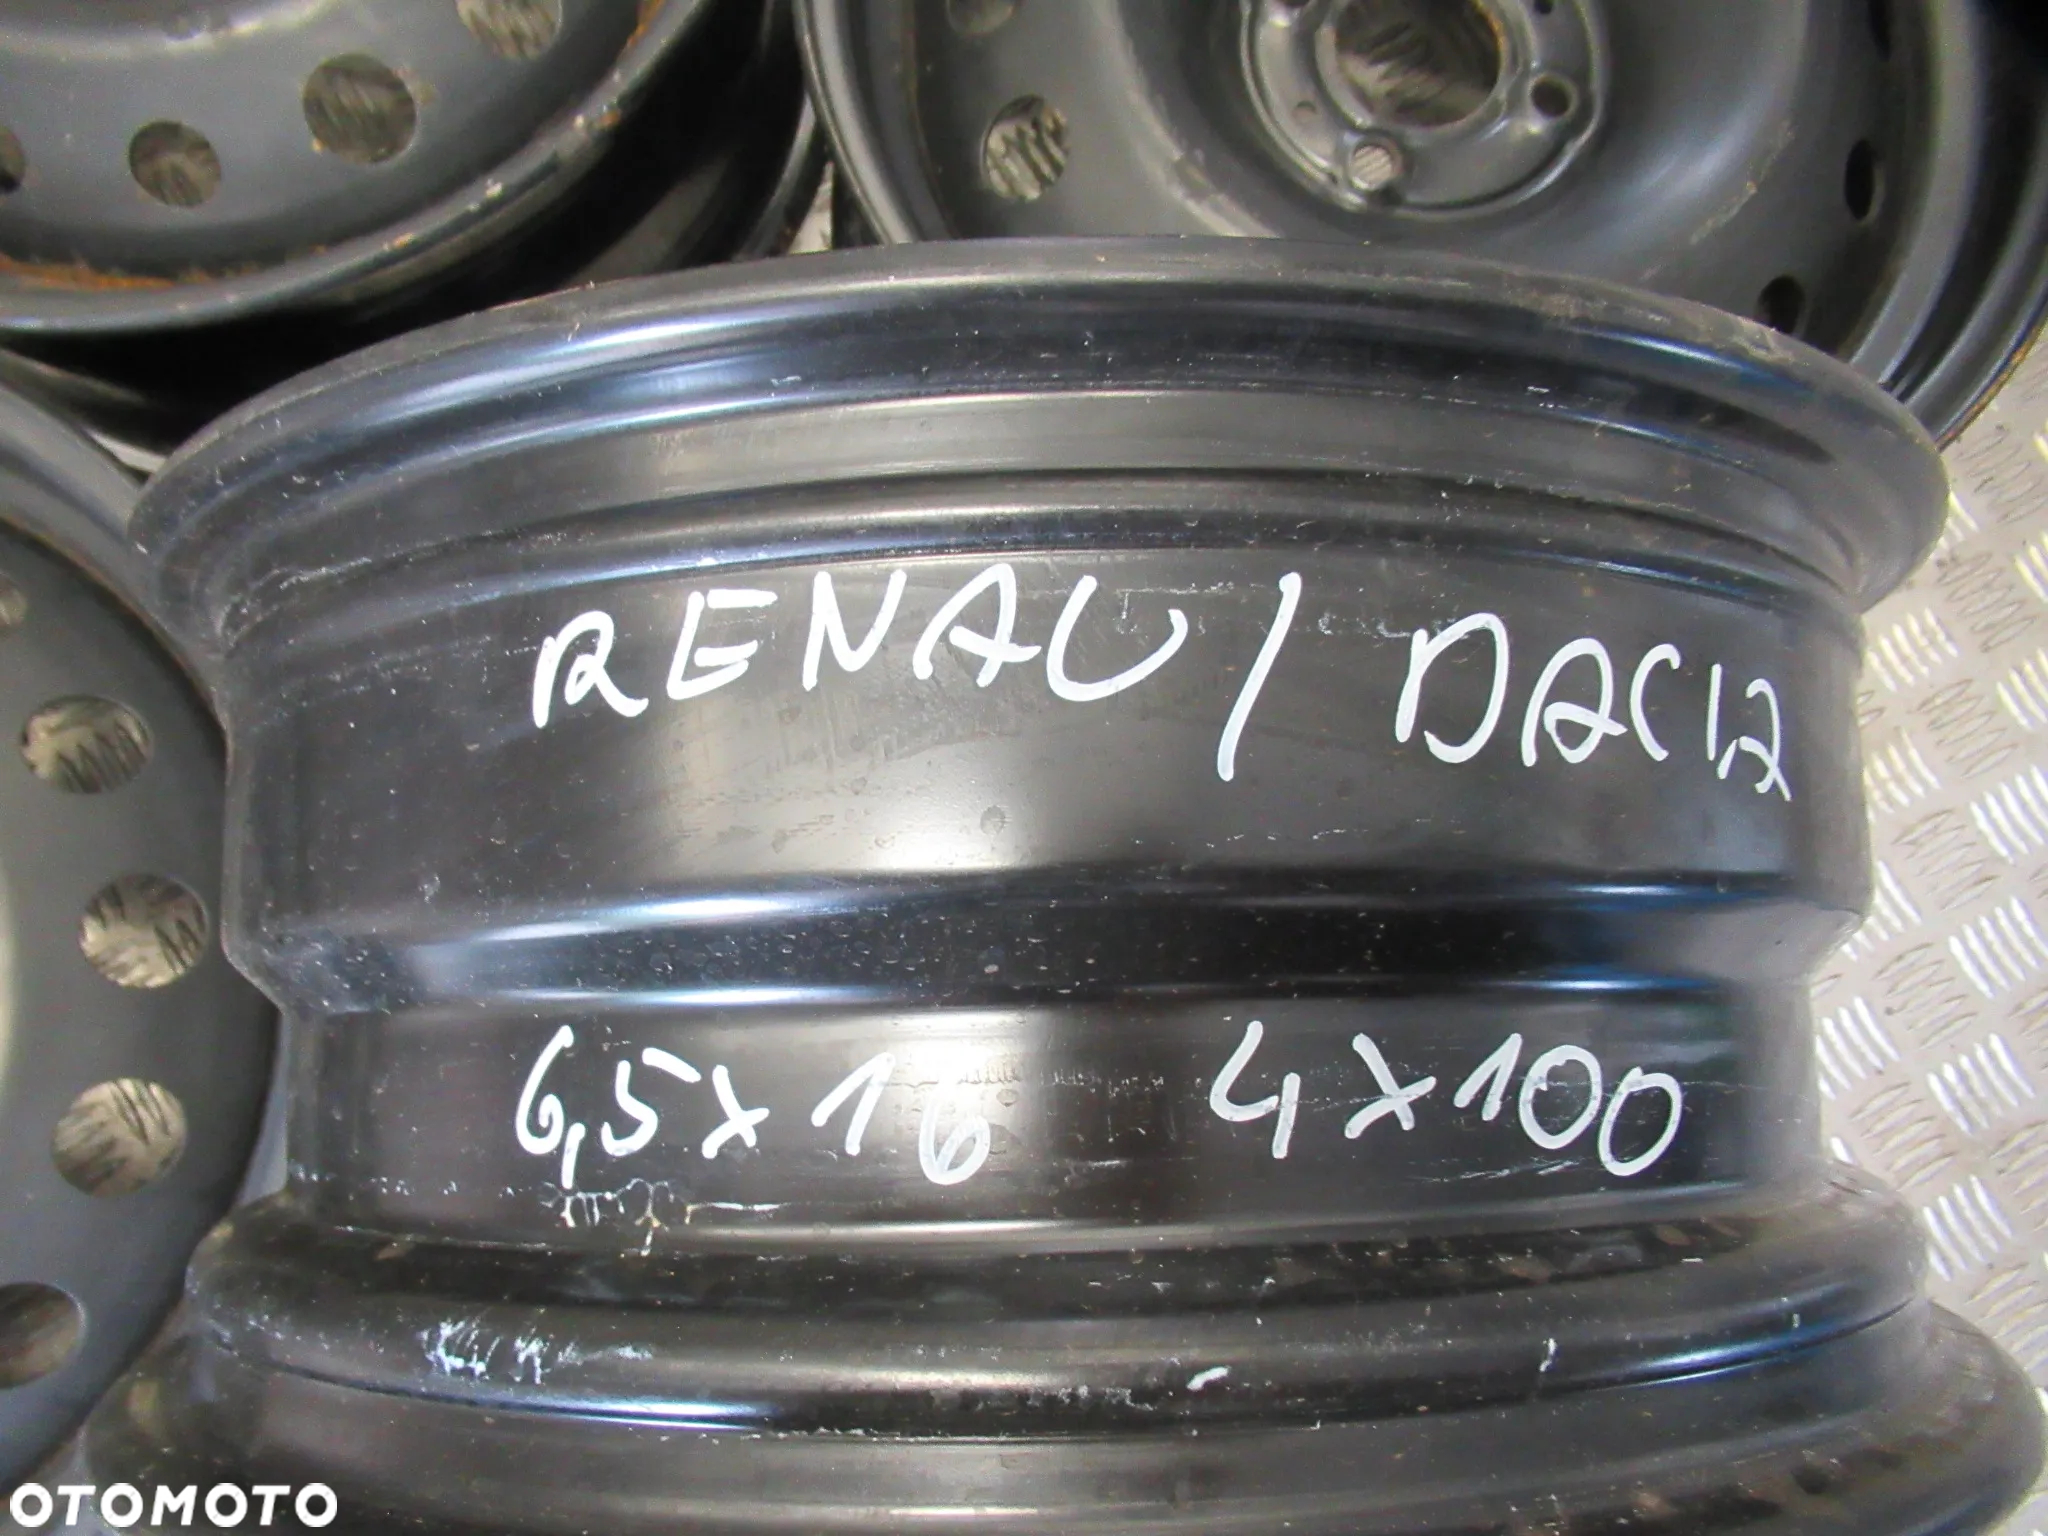 RENAU/DACIA
6,5x16 4x100
OTOMOTO